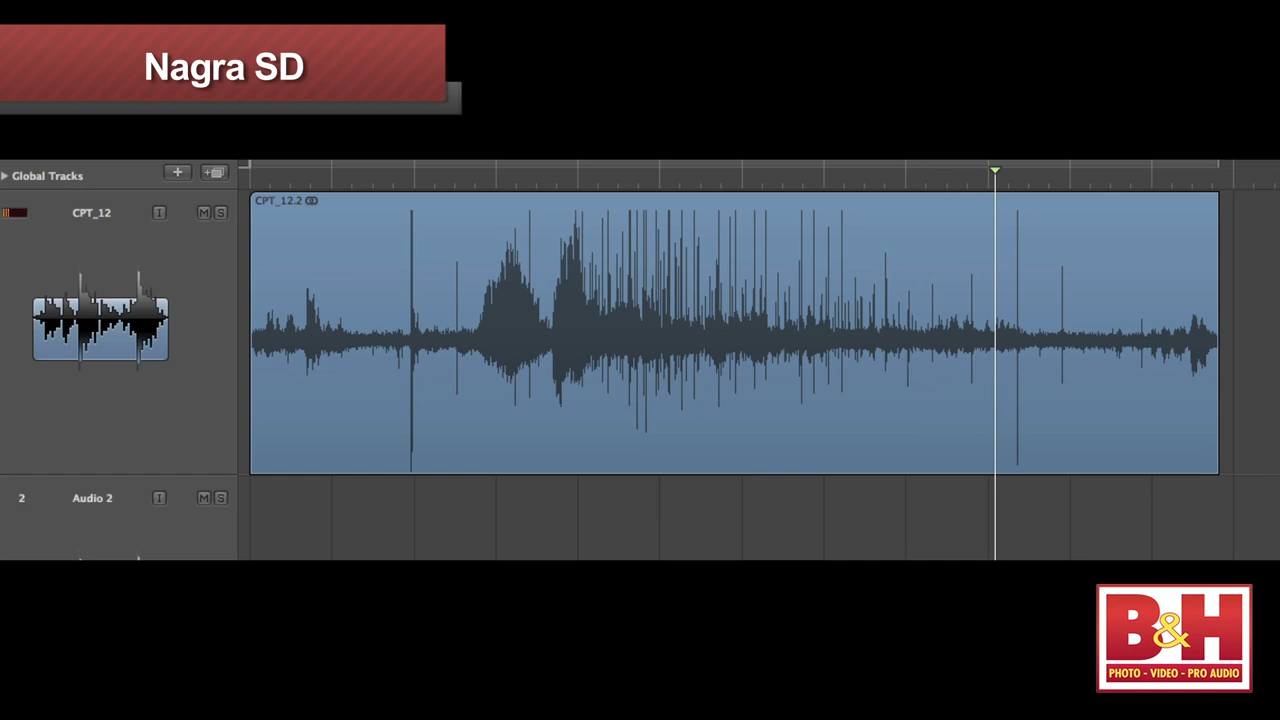 Nagra SD
Global Tracks
CPT_12
I
M S
CPT_12.2
2
Audio 2
I
M S
B&H
PHOTO - VIDEO - PRO AUDIO